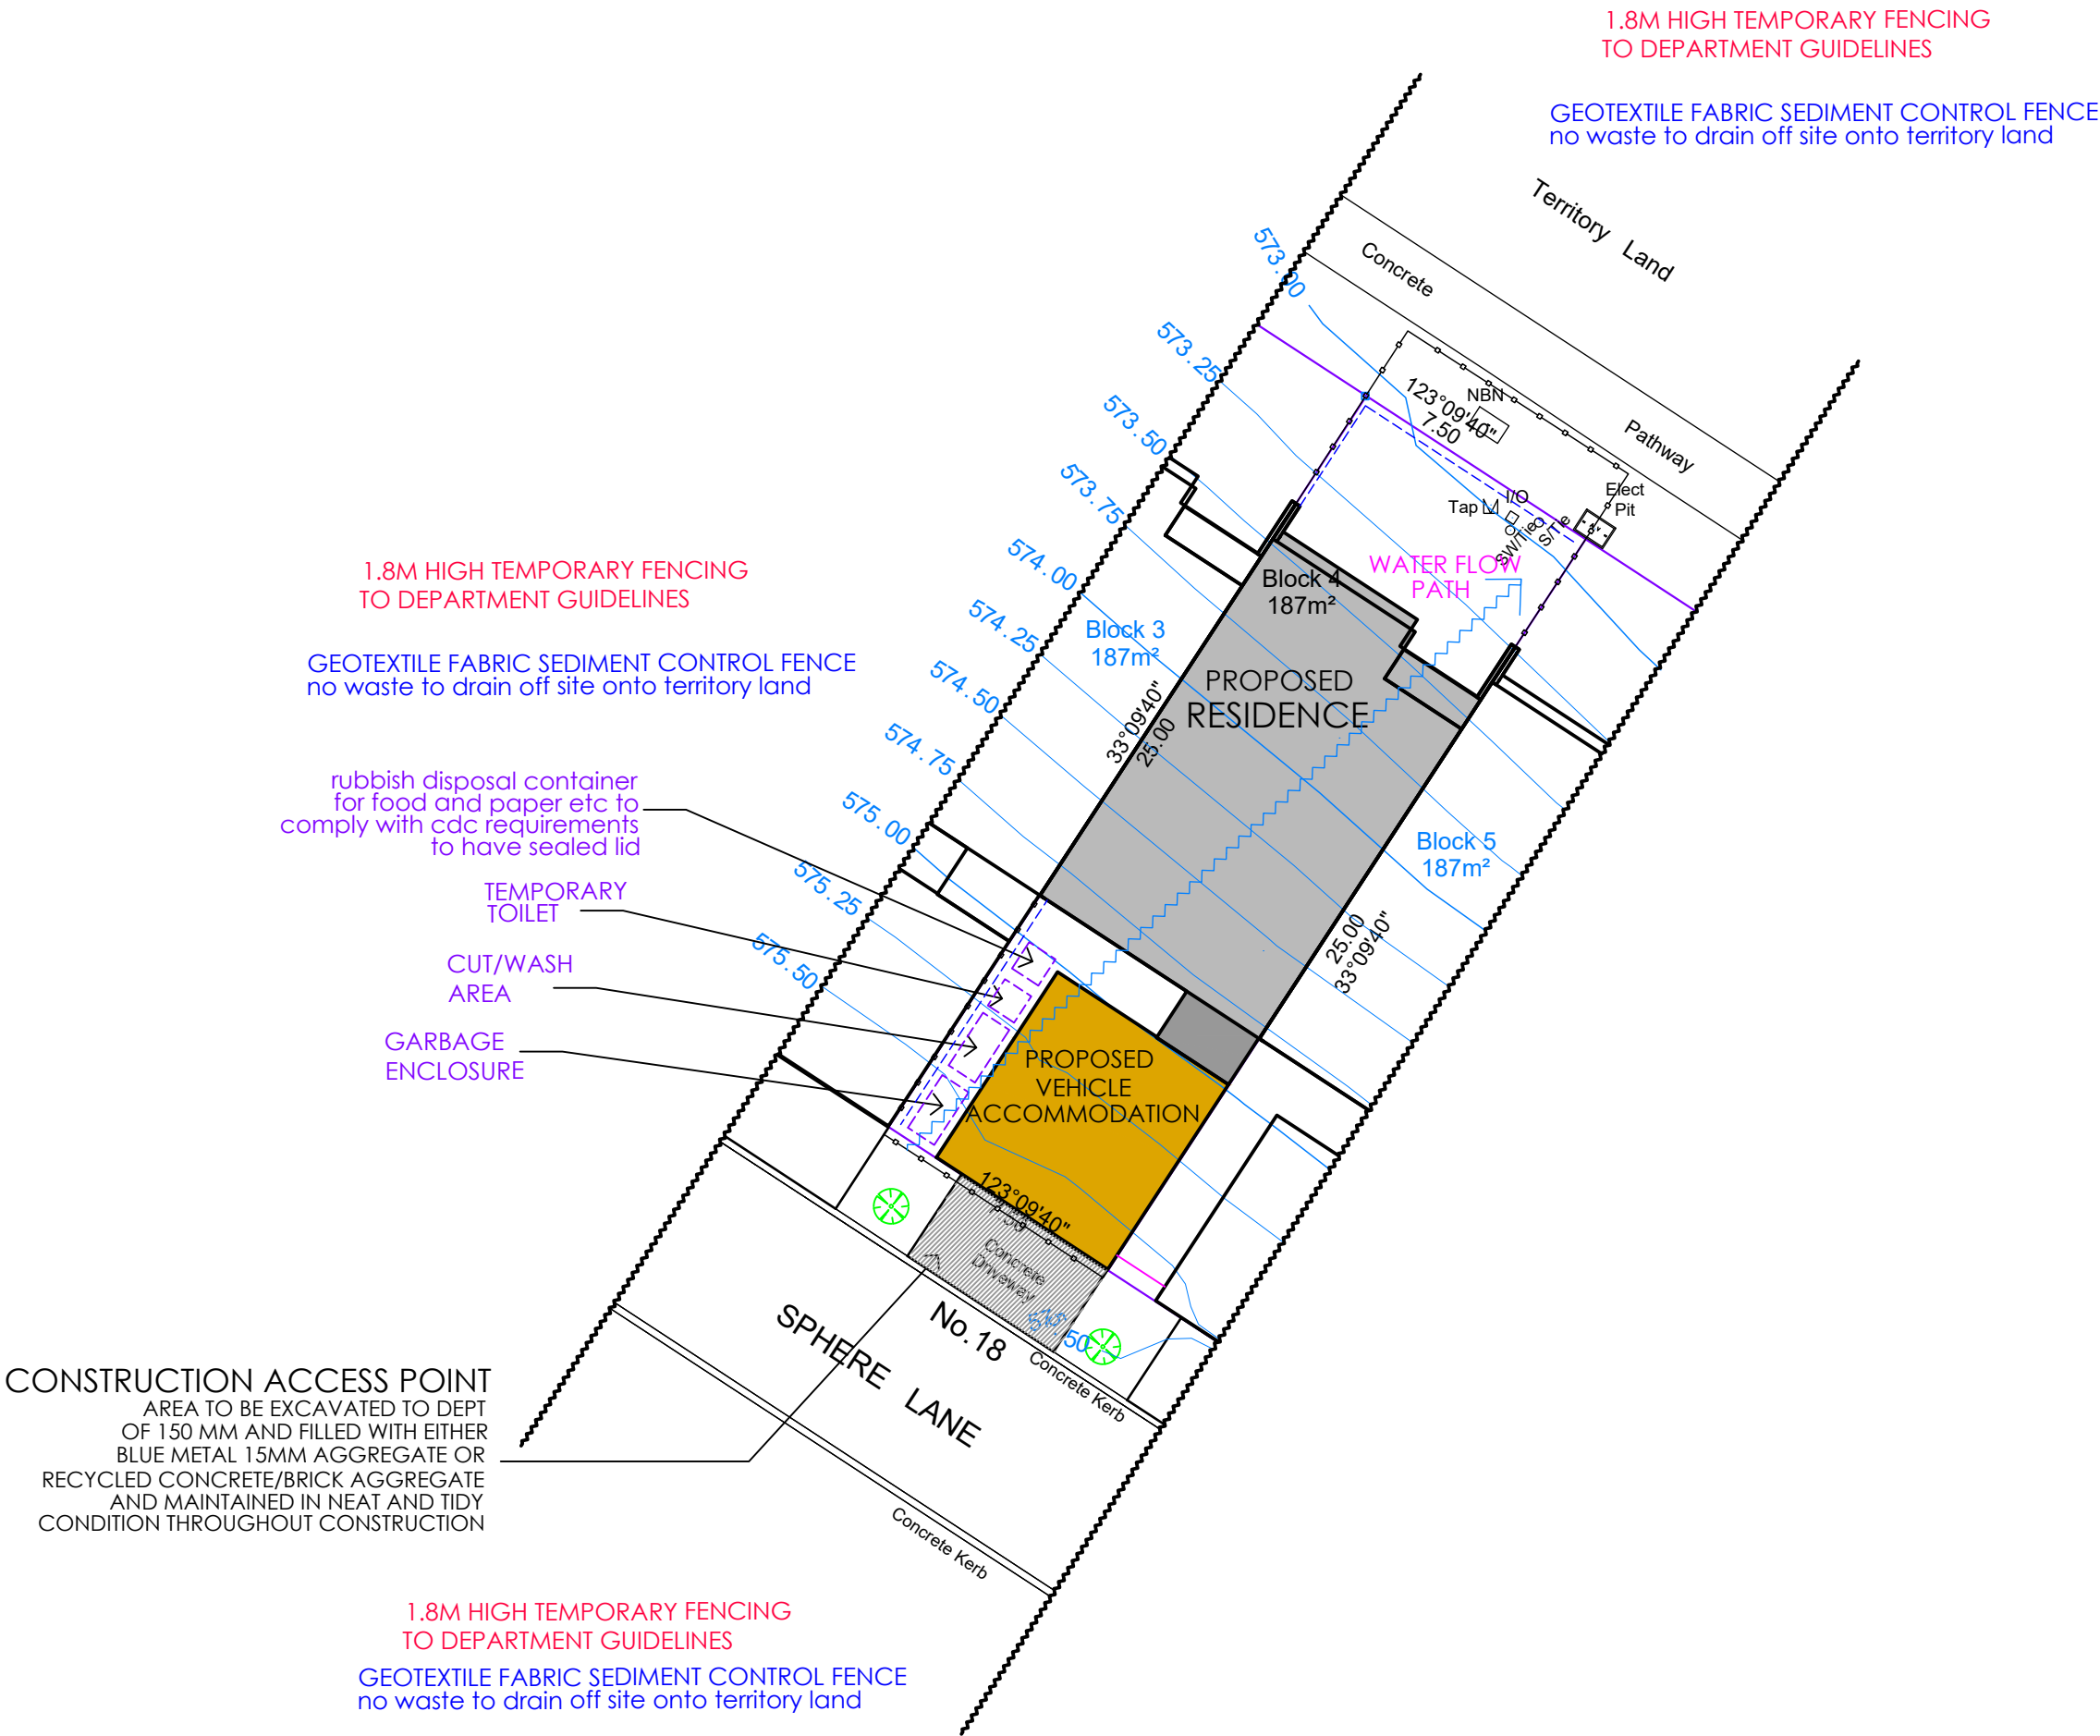 1.8M HIGH TEMPORARY FENCING
TO DEPARTMENT GUIDELINES
GEOTEXTILE FABRIC SEDIMENT CONTROL FENCE
no waste to drain off site onto territory land
Territory Land
Concrete
Pathway
573.00
573.25
573.50
573.75
574.00
574.25
574.50
574.75
575.00
575.25
575.50
123°09'40"
7.50
NBN
Elect
Pit
Tap
I/O
SW/Tie
S/Tie
WATER FLOW
PATH
Block 4
187m²
Block 3
187m²
PROPOSED
RESIDENCE
33°09'40"
25.00
Block 5
187m²
25.00
33°09'40"
1.8M HIGH TEMPORARY FENCING
TO DEPARTMENT GUIDELINES
GEOTEXTILE FABRIC SEDIMENT CONTROL FENCE
no waste to drain off site onto territory land
rubbish disposal container
for food and paper etc to
comply with cdc requirements
to have sealed lid
TEMPORARY
TOILET
CUT/WASH
AREA
GARBAGE
ENCLOSURE
PROPOSED
VEHICLE
ACCOMMODATION
123°09'40"
7.50
Concrete
Driveway
575.50
No. 18
SPHERE LANE
Concrete Kerb
Concrete Kerb
CONSTRUCTION ACCESS POINT
AREA TO BE EXCAVATED TO DEPT
OF 150 MM AND FILLED WITH EITHER
BLUE METAL 15MM AGGREGATE OR
RECYCLED CONCRETE/BRICK AGGREGATE
AND MAINTAINED IN NEAT AND TIDY
CONDITION THROUGHOUT CONSTRUCTION
1.8M HIGH TEMPORARY FENCING
TO DEPARTMENT GUIDELINES
GEOTEXTILE FABRIC SEDIMENT CONTROL FENCE
no waste to drain off site onto territory land